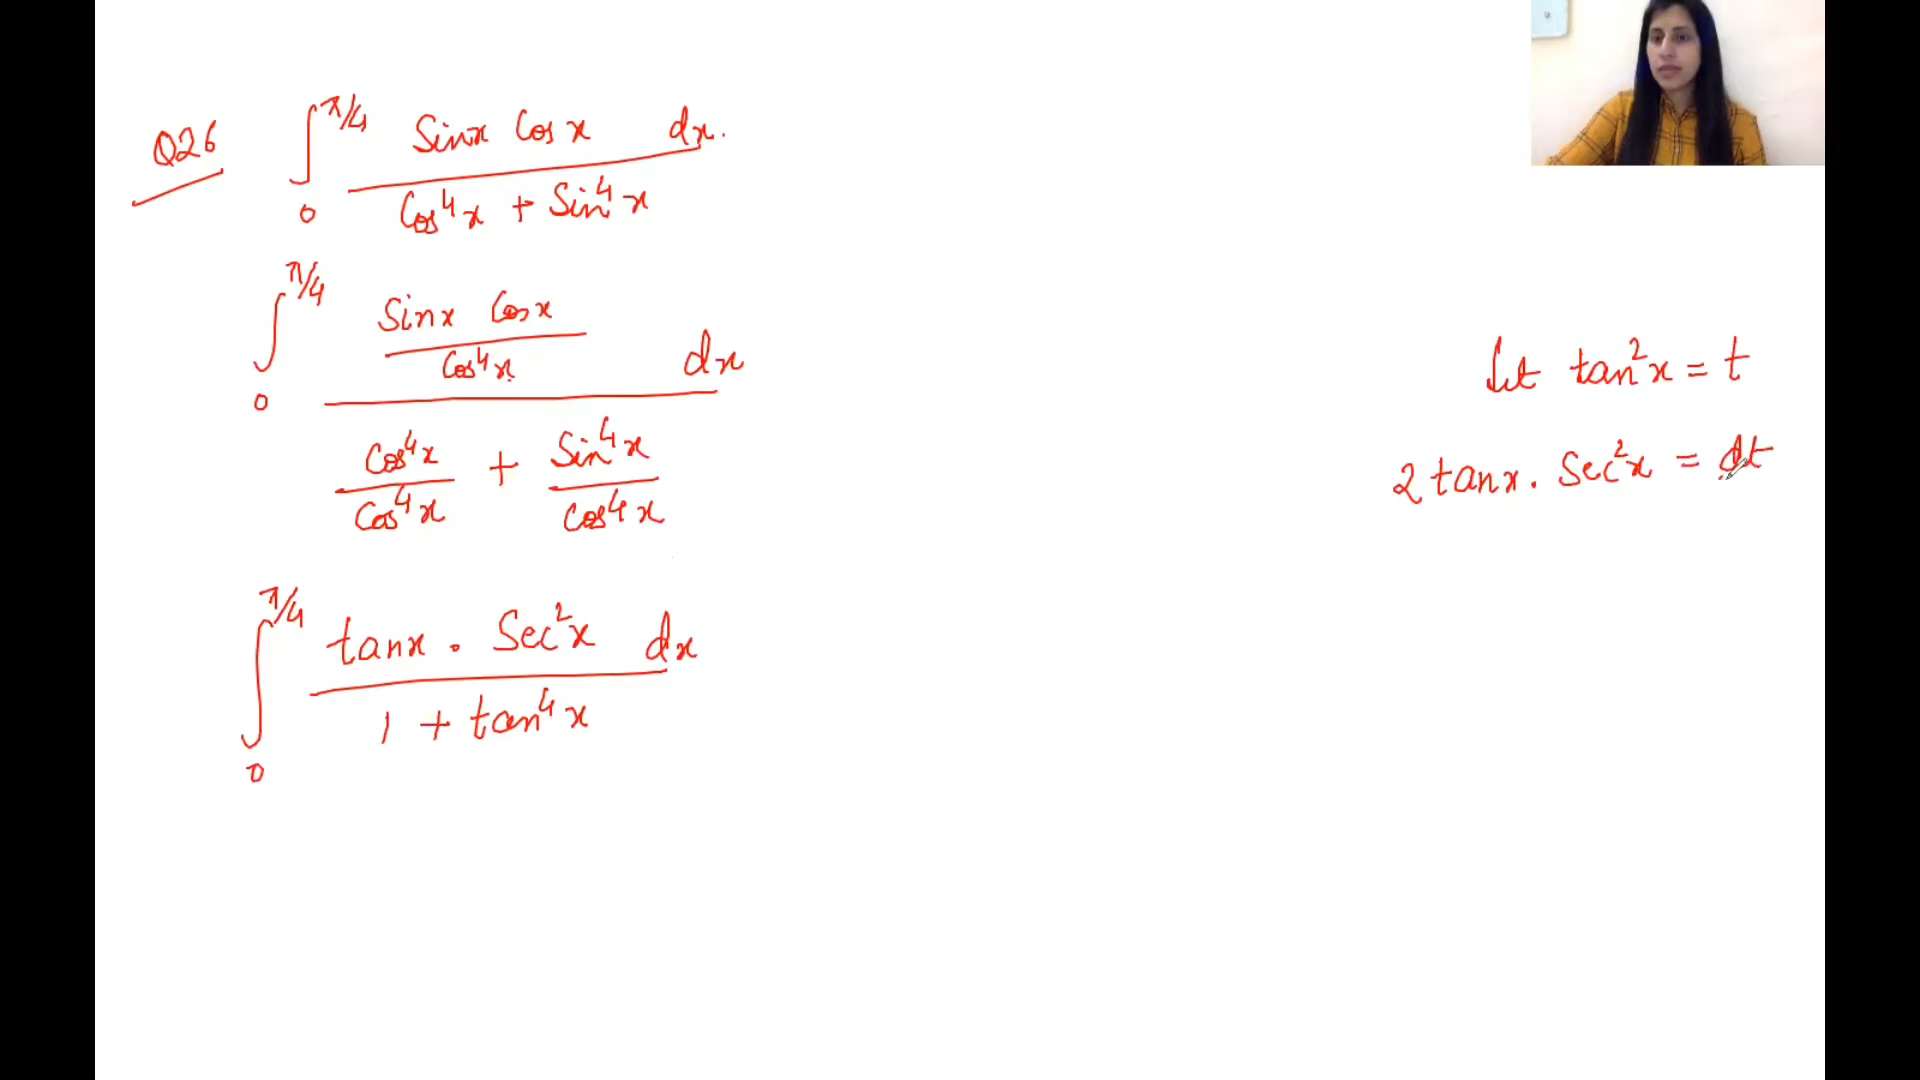 Q26 ∫₀^π/4 Sinx Cosx dx. / Cos⁴x + Sin⁴x
∫₀^π/4 (Sinx Cosx / Cos⁴x) dx / (Cos⁴x / Cos⁴x + Sin⁴x / Cos⁴x)
∫₀^π/4 tanx . Sec²x dx / 1 + tan⁴x
Let tan²x = t
2 tanx . Sec²x = dt